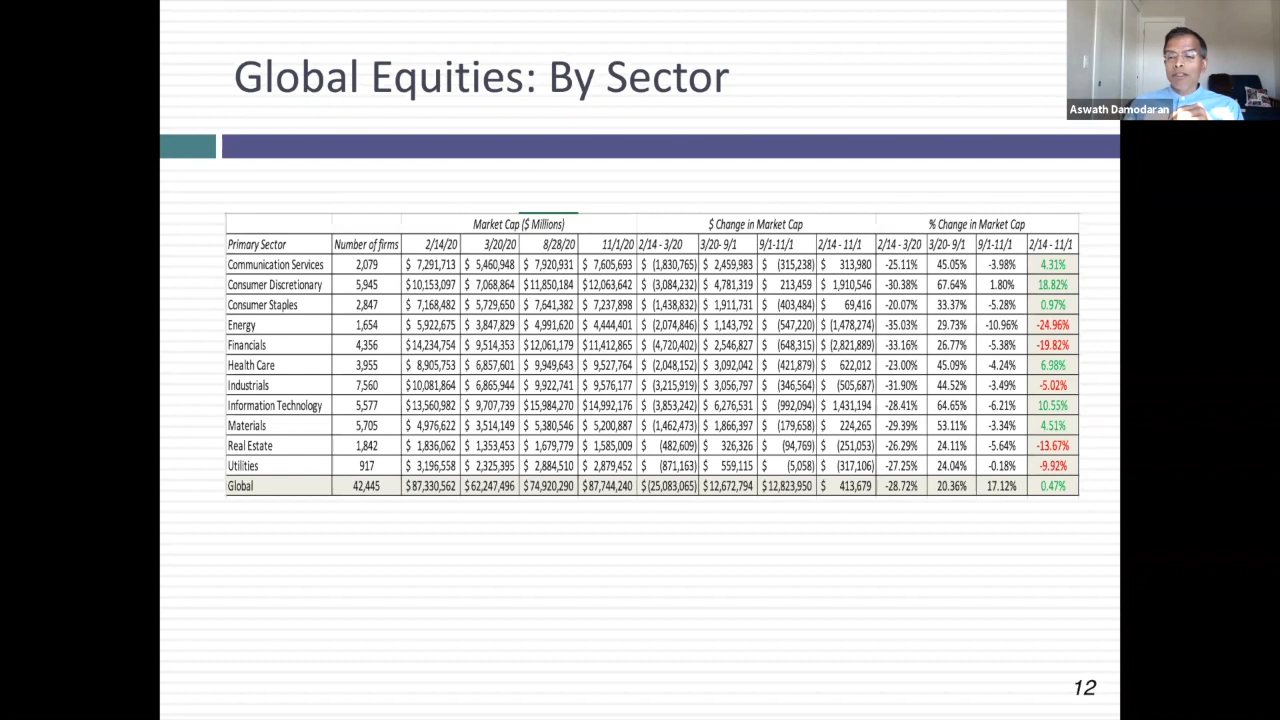 Global Equities: By Sector
Aswath Damodaran
Market Cap ($ Millions) $ Change in Market Cap % Change in Market Cap
Primary Sector Number of firms 2/14/20 3/20/20 8/28/20 11/1/20 2/14 - 3/20 3/20- 9/1 9/1-11/1 2/14 - 11/1 2/14 - 3/20 3/20- 9/1 9/1-11/1 2/14 - 11/1
Communication Services 2,079 $ 7,291,713 $ 5,460,948 $ 7,920,931 $ 7,605,693 $ (1,830,765) $ 2,459,983 $ (315,238) $ 313,980 -25.11% 45.05% -3.98% 4.31%
Consumer Discretionary 5,945 $10,153,097 $ 7,068,864 $ 11,850,184 $12,063,642 $ (3,084,232) $ 4,781,319 $ 213,459 $ 1,910,546 -30.38% 67.64% 1.80% 18.82%
Consumer Staples 2,847 $ 7,168,482 $ 5,729,650 $ 7,641,382 $ 7,237,898 $ (1,438,832) $ 1,911,731 $ (403,484) $ 69,416 -20.07% 33.37% -5.28% 0.97%
Energy 1,654 $ 5,922,675 $ 3,847,829 $ 4,991,620 $ 4,444,401 $ (2,074,846) $ 1,143,792 $ (547,220) $ (1,478,274) -35.03% 29.73% -10.96% -24.96%
Financials 4,356 $14,234,754 $ 9,514,353 $ 12,061,179 $11,412,865 $ (4,720,402) $ 2,546,827 $ (648,315) $ (2,821,889) -33.16% 26.77% -5.38% -19.82%
Health Care 3,955 $ 8,905,753 $ 6,857,601 $ 9,949,643 $ 9,527,764 $ (2,048,152) $ 3,092,042 $ (421,879) $ 622,012 -23.00% 45.09% -4.24% 6.98%
Industrials 7,560 $10,081,864 $ 6,865,944 $ 9,922,741 $ 9,576,177 $ (3,215,919) $ 3,056,797 $ (346,564) $ (505,687) -31.90% 44.52% -3.49% -5.02%
Information Technology 5,577 $13,560,982 $ 9,707,739 $ 15,984,270 $14,992,176 $ (3,853,242) $ 6,276,531 $ (992,094) $ 1,431,194 -28.41% 64.65% -6.21% 10.55%
Materials 5,705 $ 4,976,622 $ 3,514,149 $ 5,380,546 $ 5,200,887 $ (1,462,473) $ 1,866,397 $ (179,658) $ 224,265 -29.39% 53.11% -3.34% 4.51%
Real Estate 1,842 $ 1,836,062 $ 1,353,453 $ 1,679,779 $ 1,585,009 $ (482,609) $ 326,326 $ (94,769) $ (251,053) -26.29% 24.11% -5.64% -13.67%
Utilities 917 $ 3,196,558 $ 2,325,395 $ 2,884,510 $ 2,879,452 $ (871,163) $ 559,115 $ (5,058) $ (317,106) -27.25% 24.04% -0.18% -9.92%
Global 42,445 $87,330,562 $62,247,496 $74,920,290 $87,744,240 $(25,083,065) $12,672,794 $12,823,950 $ 413,679 -28.72% 20.36% 17.12% 0.47%
12